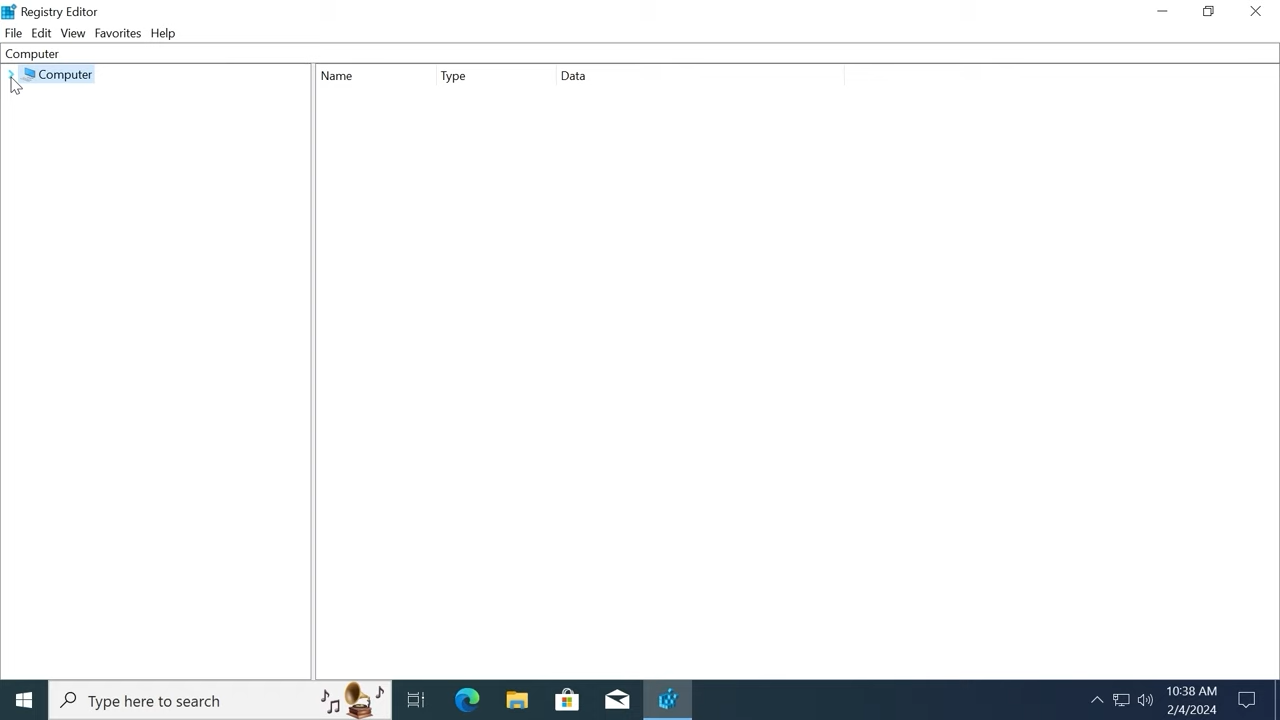 Registry Editor
File Edit View Favorites Help
Computer
Computer
Name Type Data
Type here to search
10:38 AM
2/4/2024